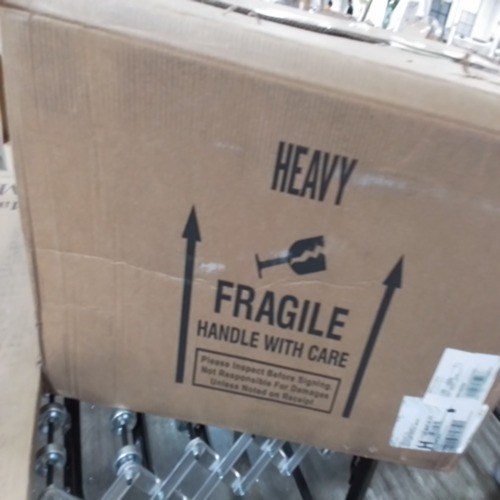 HEAVY
FRAGILE
HANDLE WITH CARE
Please Inspect Before Signing.
Not Responsible For Damages
Unless Noted on Receipt